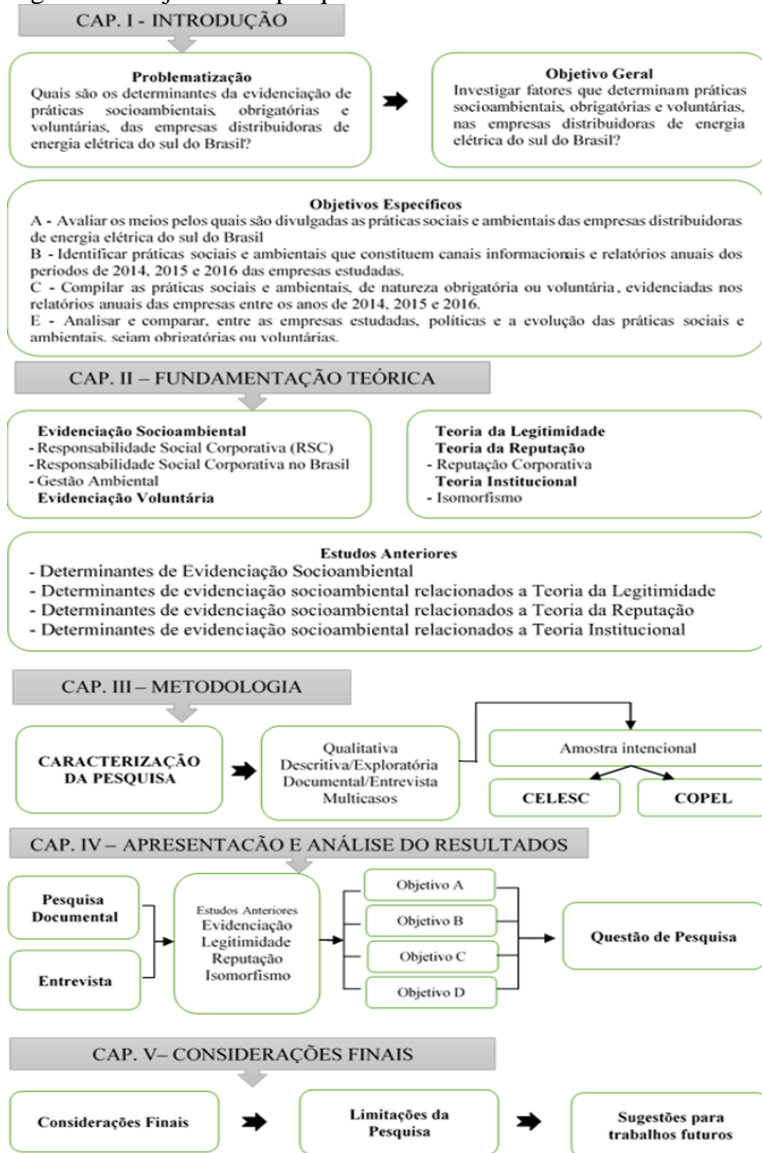 CAP. I - INTRODUÇÃO
Problematização
Quais são os determinantes da evidenciação de
práticas socioambientais, obrigatórias e
voluntárias, das empresas distribuidoras de
energia elétrica do sul do Brasil?
Objetivo Geral
Investigar fatores que determinam práticas
socioambientais, obrigatórias e voluntárias,
nas empresas distribuidoras de energia
elétrica do sul do Brasil?
Objetivos Específicos
A - Avaliar os meios pelos quais são divulgadas as práticas sociais e ambientais das empresas distribuidoras
de energia elétrica do sul do Brasil
B - Identificar práticas sociais e ambientais que constituem canais informacionais e relatórios anuais dos
períodos de 2014, 2015 e 2016 das empresas estudadas.
C - Compilar as práticas sociais e ambientais, de natureza obrigatória ou voluntária, evidenciadas nos
relatórios anuais das empresas entre os anos de 2014, 2015 e 2016.
E - Analisar e comparar, entre as empresas estudadas, políticas e a evolução das práticas sociais e
ambientais, sejam obrigatórias ou voluntárias.
CAP. II – FUNDAMENTAÇÃO TEÓRICA
Evidenciação Socioambiental
- Responsabilidade Social Corporativa (RSC)
- Responsabilidade Social Corporativa no Brasil
- Gestão Ambiental
Evidenciação Voluntária
Teoria da Legitimidade
Teoria da Reputação
- Reputação Corporativa
Teoria Institucional
- Isomorfismo
Estudos Anteriores
- Determinantes de Evidenciação Socioambiental
- Determinantes de evidenciação socioambiental relacionados a Teoria da Legitimidade
- Determinantes de evidenciação socioambiental relacionados a Teoria da Reputação
- Determinantes de evidenciação socioambiental relacionados a Teoria Institucional
CAP. III – METODOLOGIA
CARACTERIZAÇÃO
DA PESQUISA
Qualitativa
Descritiva/Exploratória
Documental/Entrevista
Multicasos
Amostra intencional
CELESC
COPEL
CAP. IV – APRESENTACÃO E ANÁLISE DO RESULTADOS
Pesquisa
Documental
Entrevista
Estudos Anteriores
Evidenciação
Legitimidade
Reputação
Isomorfismo
Objetivo A
Objetivo B
Objetivo C
Objetivo D
Questão de Pesquisa
CAP. V– CONSIDERAÇÕES FINAIS
Considerações Finais
Limitações da
Pesquisa
Sugestões para
trabalhos futuros